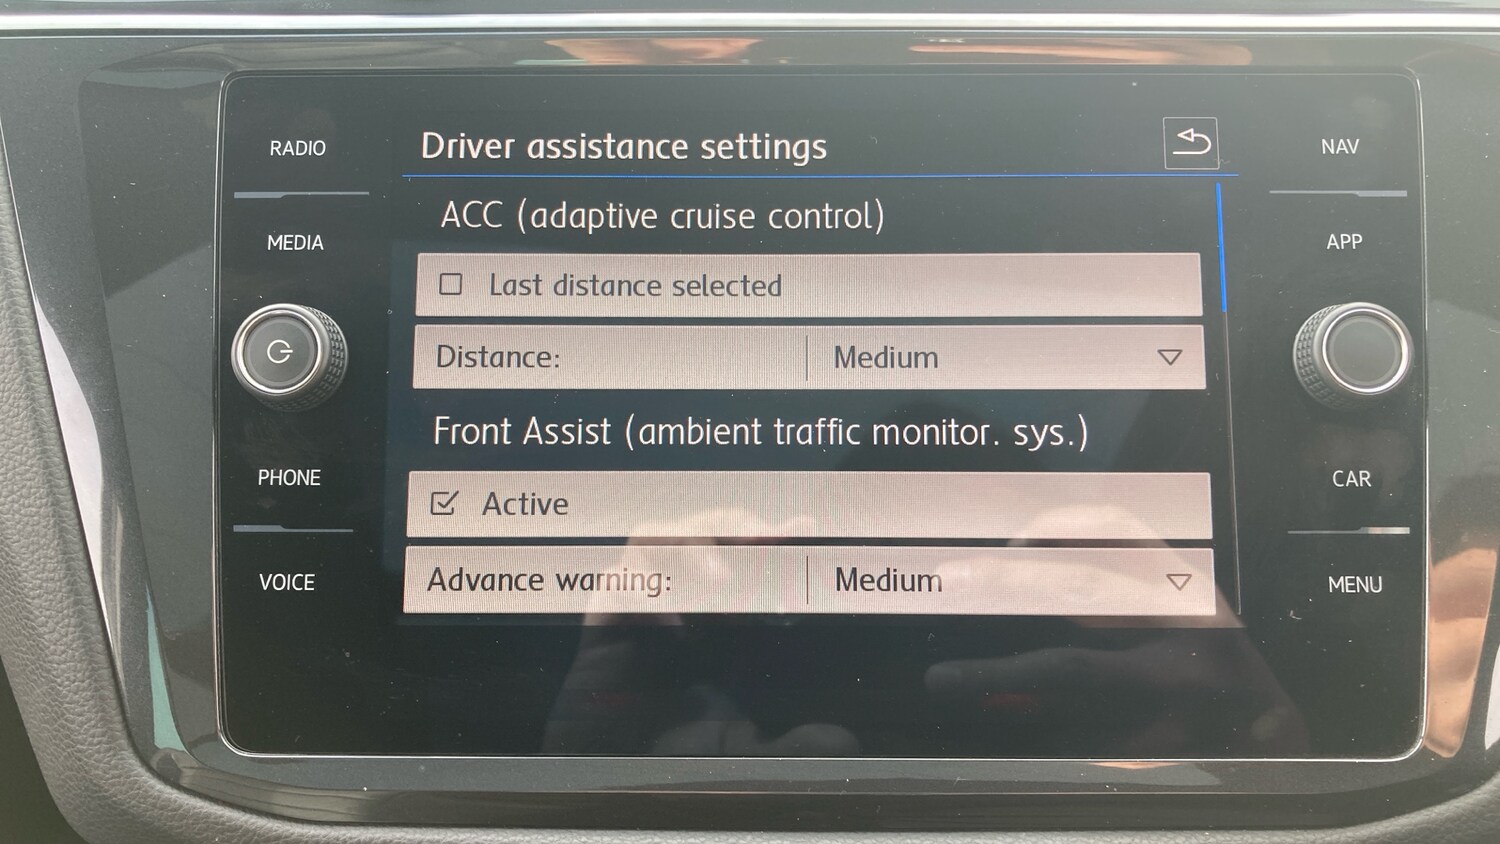 RADIO
MEDIA
PHONE
VOICE
Driver assistance settings
ACC (adaptive cruise control)
Last distance selected
Distance: Medium
Front Assist (ambient traffic monitor. sys.)
Active
Advance warning: Medium
NAV
APP
CAR
MENU